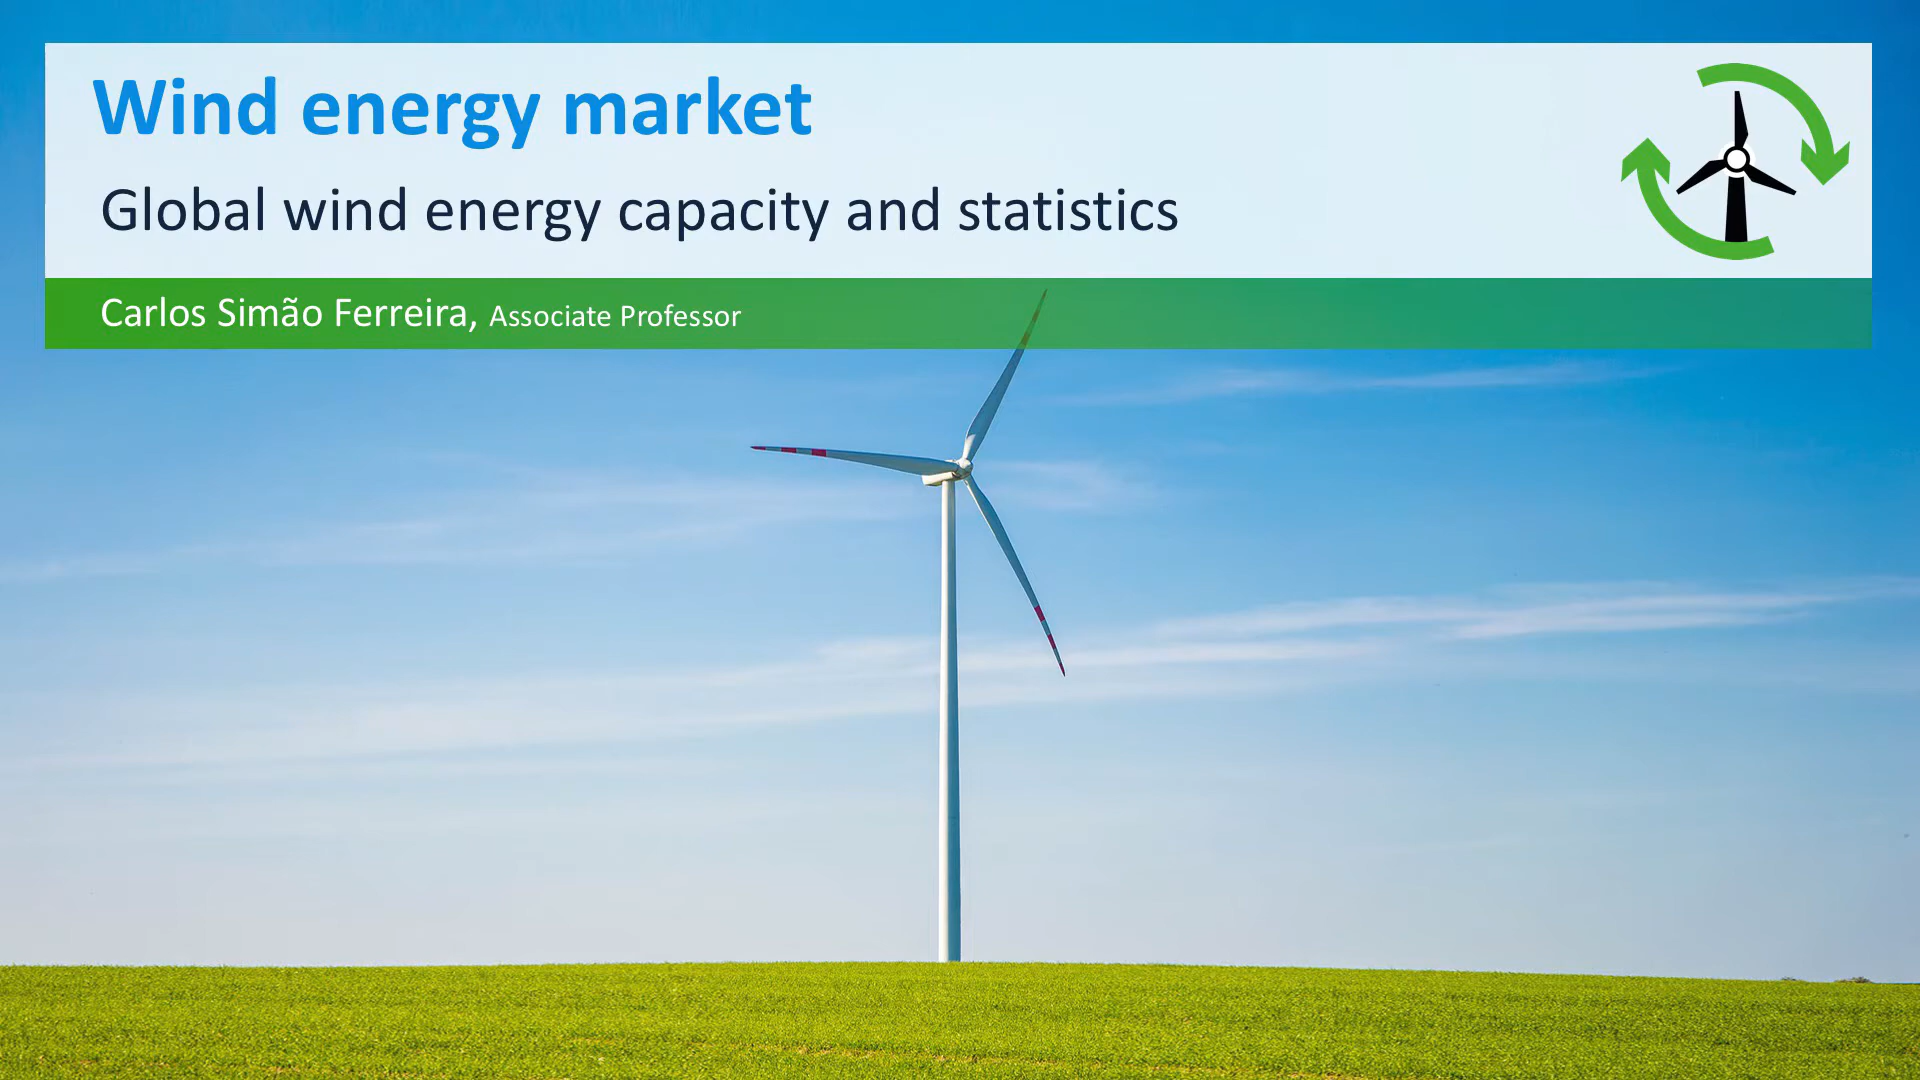 Wind energy market
Global wind energy capacity and statistics
Carlos Simão Ferreira, Associate Professor